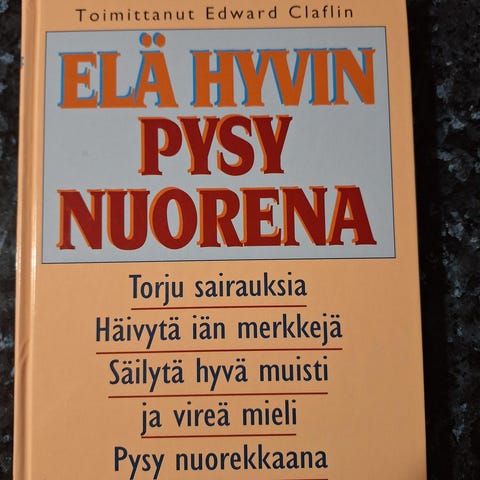 Toimittanut Edward Claflin
ELÄ HYVIN
PYSY
NUORENA
Torju sairauksia
Häivytä iän merkkejä
Säilytä hyvä muisti
ja vireä mieli
Pysy nuorekkaana